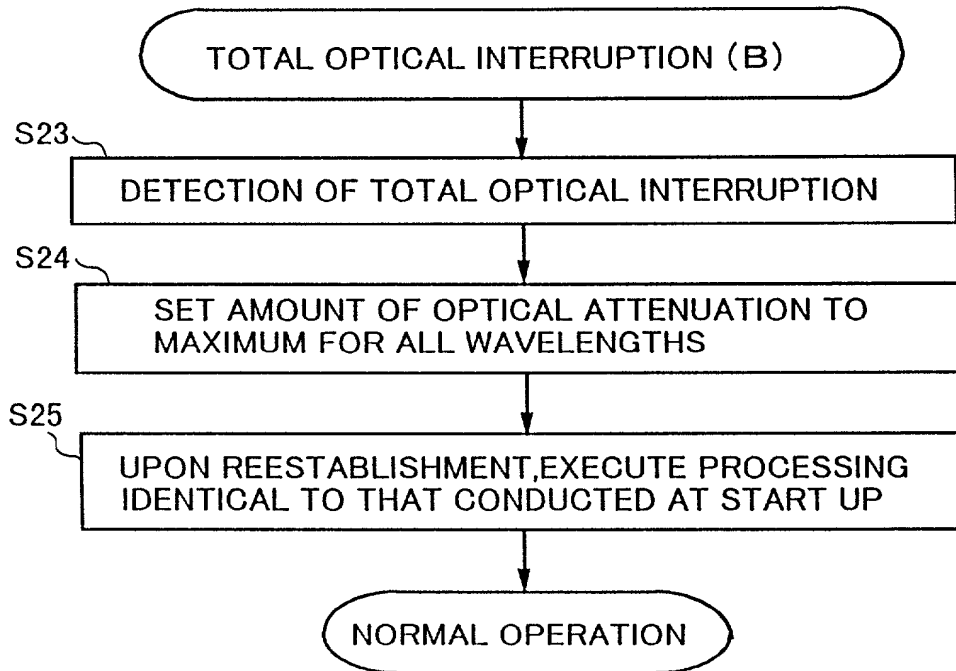 TOTAL OPTICAL INTERRUPTION (B)
S23
DETECTION OF TOTAL OPTICAL INTERRUPTION
S24
SET AMOUNT OF OPTICAL ATTENUATION TO
MAXIMUM FOR ALL WAVELENGTHS
S25
UPON REESTABLISHMENT,EXECUTE PROCESSING
IDENTICAL TO THAT CONDUCTED AT START UP
NORMAL OPERATION